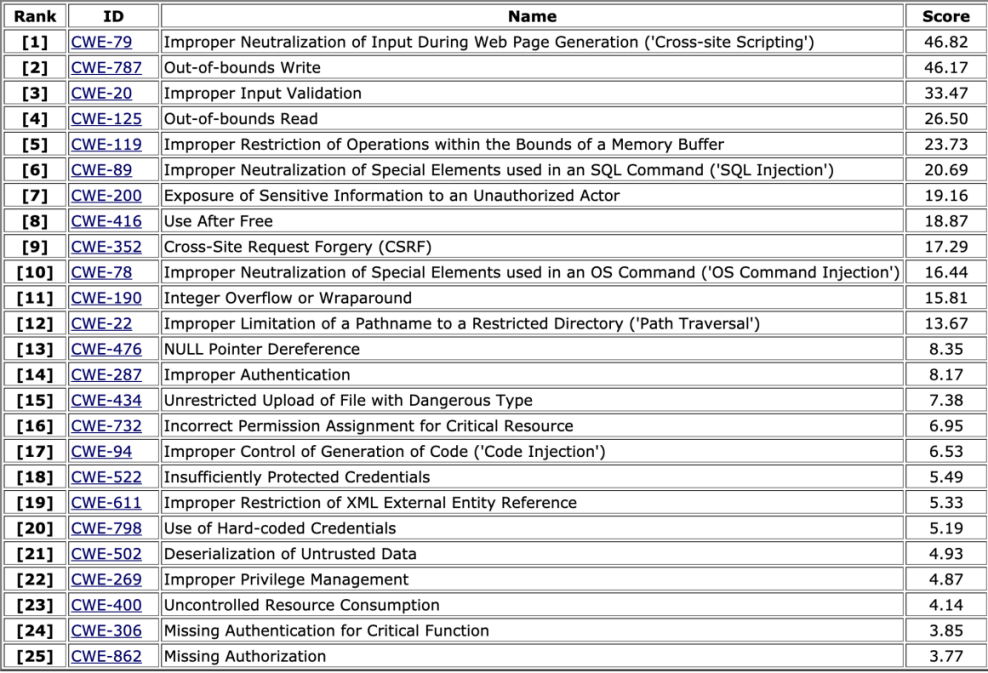 Rank ID Name Score
[1] CWE-79 Improper Neutralization of Input During Web Page Generation ('Cross-site Scripting') 46.82
[2] CWE-787 Out-of-bounds Write 46.17
[3] CWE-20 Improper Input Validation 33.47
[4] CWE-125 Out-of-bounds Read 26.50
[5] CWE-119 Improper Restriction of Operations within the Bounds of a Memory Buffer 23.73
[6] CWE-89 Improper Neutralization of Special Elements used in an SQL Command ('SQL Injection') 20.69
[7] CWE-200 Exposure of Sensitive Information to an Unauthorized Actor 19.16
[8] CWE-416 Use After Free 18.87
[9] CWE-352 Cross-Site Request Forgery (CSRF) 17.29
[10] CWE-78 Improper Neutralization of Special Elements used in an OS Command ('OS Command Injection') 16.44
[11] CWE-190 Integer Overflow or Wraparound 15.81
[12] CWE-22 Improper Limitation of a Pathname to a Restricted Directory ('Path Traversal') 13.67
[13] CWE-476 NULL Pointer Dereference 8.35
[14] CWE-287 Improper Authentication 8.17
[15] CWE-434 Unrestricted Upload of File with Dangerous Type 7.38
[16] CWE-732 Incorrect Permission Assignment for Critical Resource 6.95
[17] CWE-94 Improper Control of Generation of Code ('Code Injection') 6.53
[18] CWE-522 Insufficiently Protected Credentials 5.49
[19] CWE-611 Improper Restriction of XML External Entity Reference 5.33
[20] CWE-798 Use of Hard-coded Credentials 5.19
[21] CWE-502 Deserialization of Untrusted Data 4.93
[22] CWE-269 Improper Privilege Management 4.87
[23] CWE-400 Uncontrolled Resource Consumption 4.14
[24] CWE-306 Missing Authentication for Critical Function 3.85
[25] CWE-862 Missing Authorization 3.77